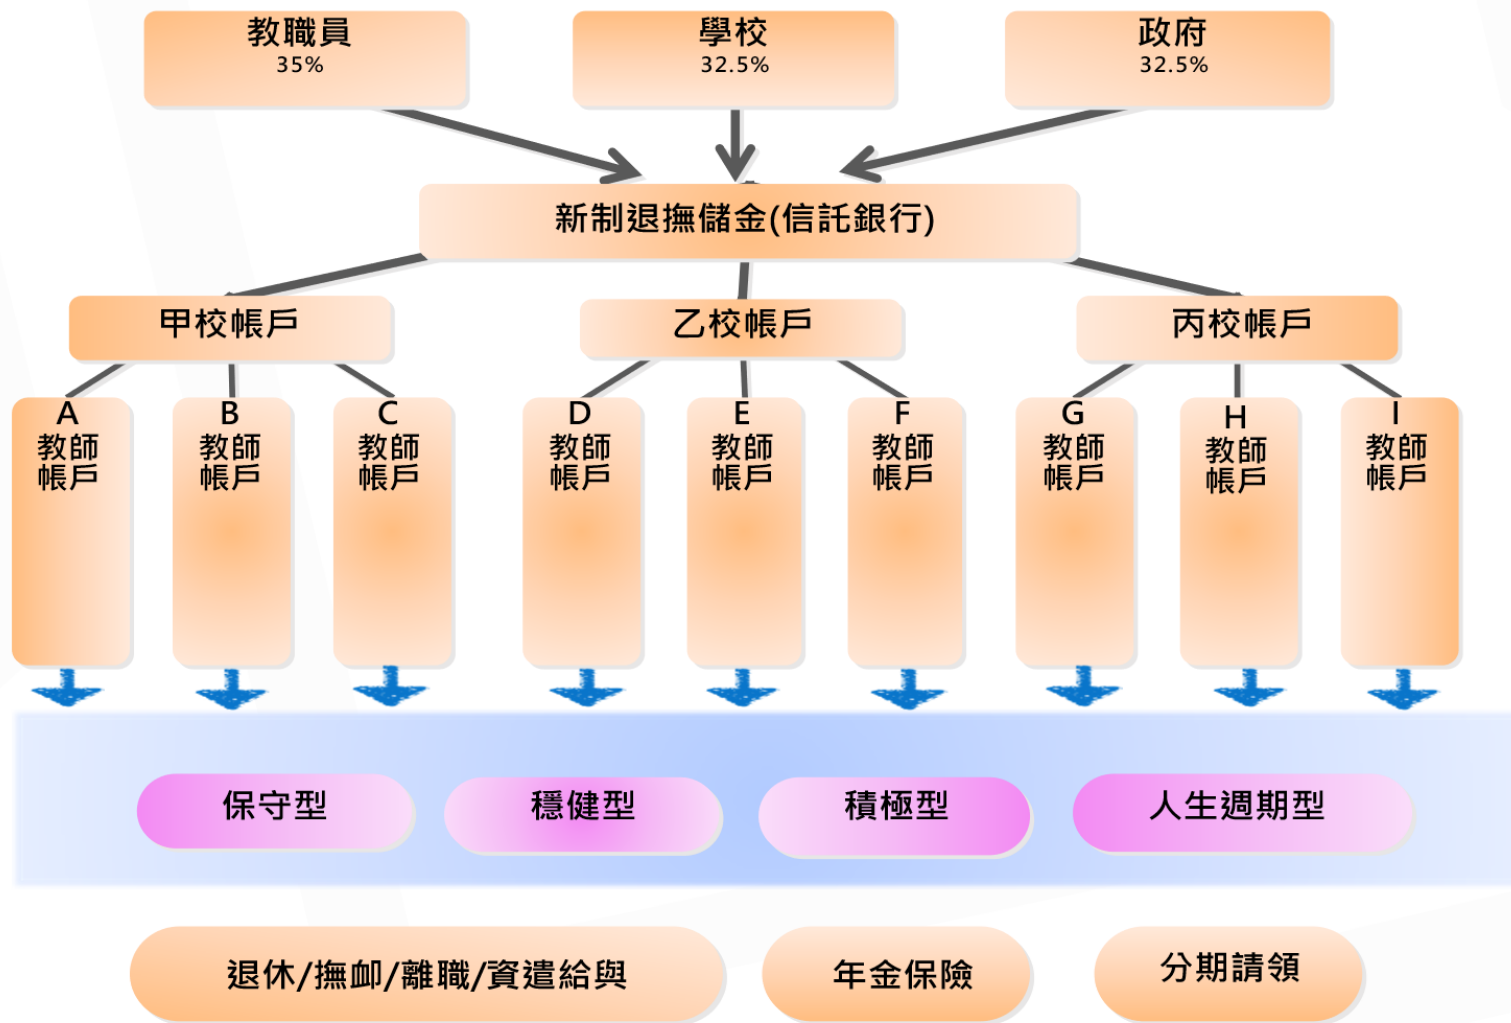 教職員
35%
學校
32.5%
政府
32.5%
新制退撫儲金(信託銀行)
甲校帳戶
乙校帳戶
丙校帳戶
A
教師
帳戶
B
教師
帳戶
C
教師
帳戶
D
教師
帳戶
E
教師
帳戶
F
教師
帳戶
G
教師
帳戶
H
教師
帳戶
I
教師
帳戶
保守型
穩健型
積極型
人生週期型
退休/撫卹/離職/資遣給與
年金保險
分期請領